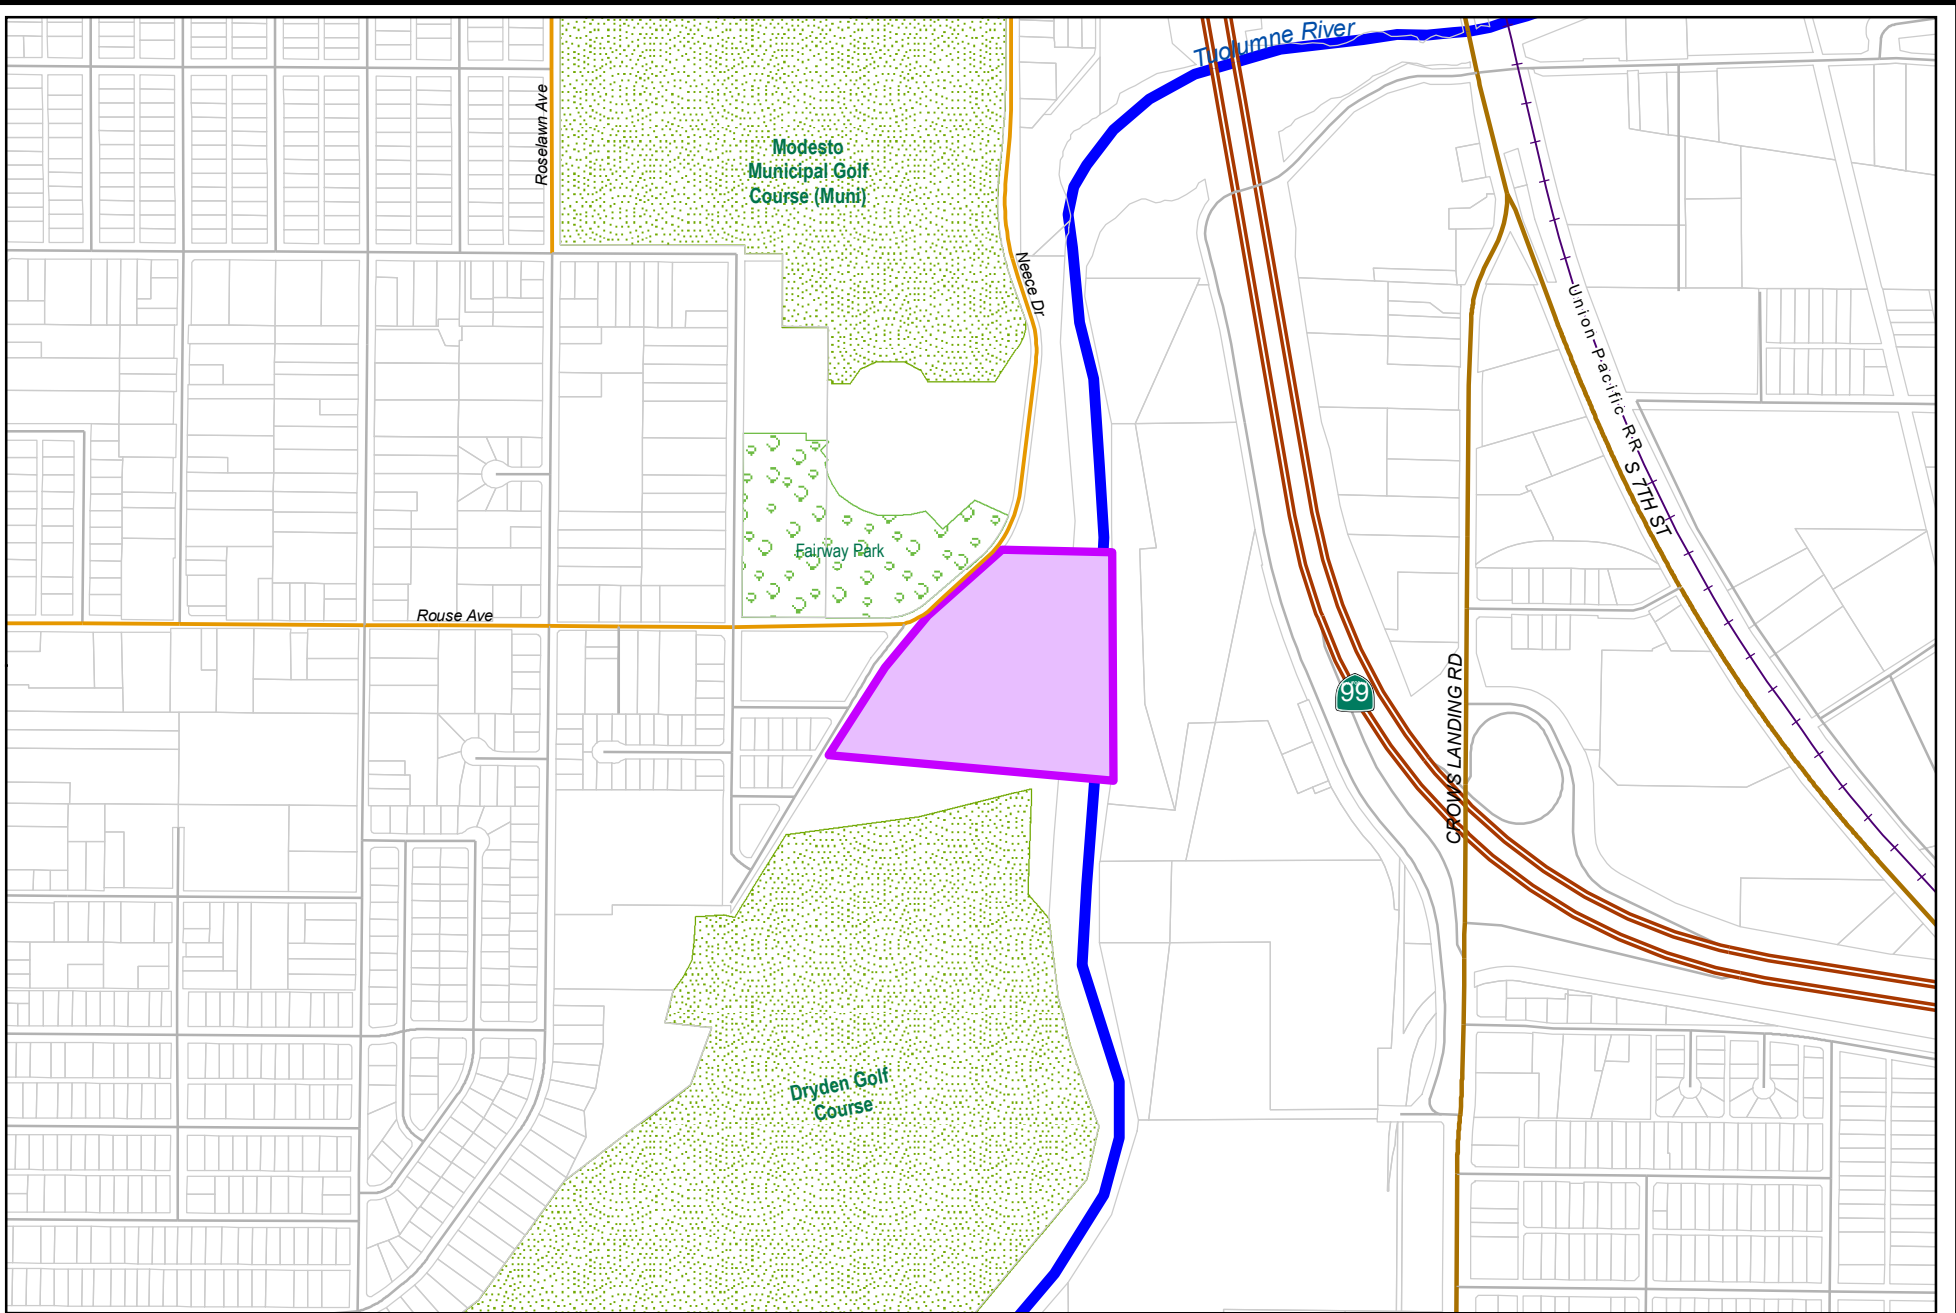 Tuolumne River
Roselawn Ave
Modesto
Municipal Golf
Course (Muni)
Neece Dr
Union Pacific R.R
S 7TH ST
Fairway Park
Rouse Ave
99
CROWS LANDING RD
Dryden Golf
Course